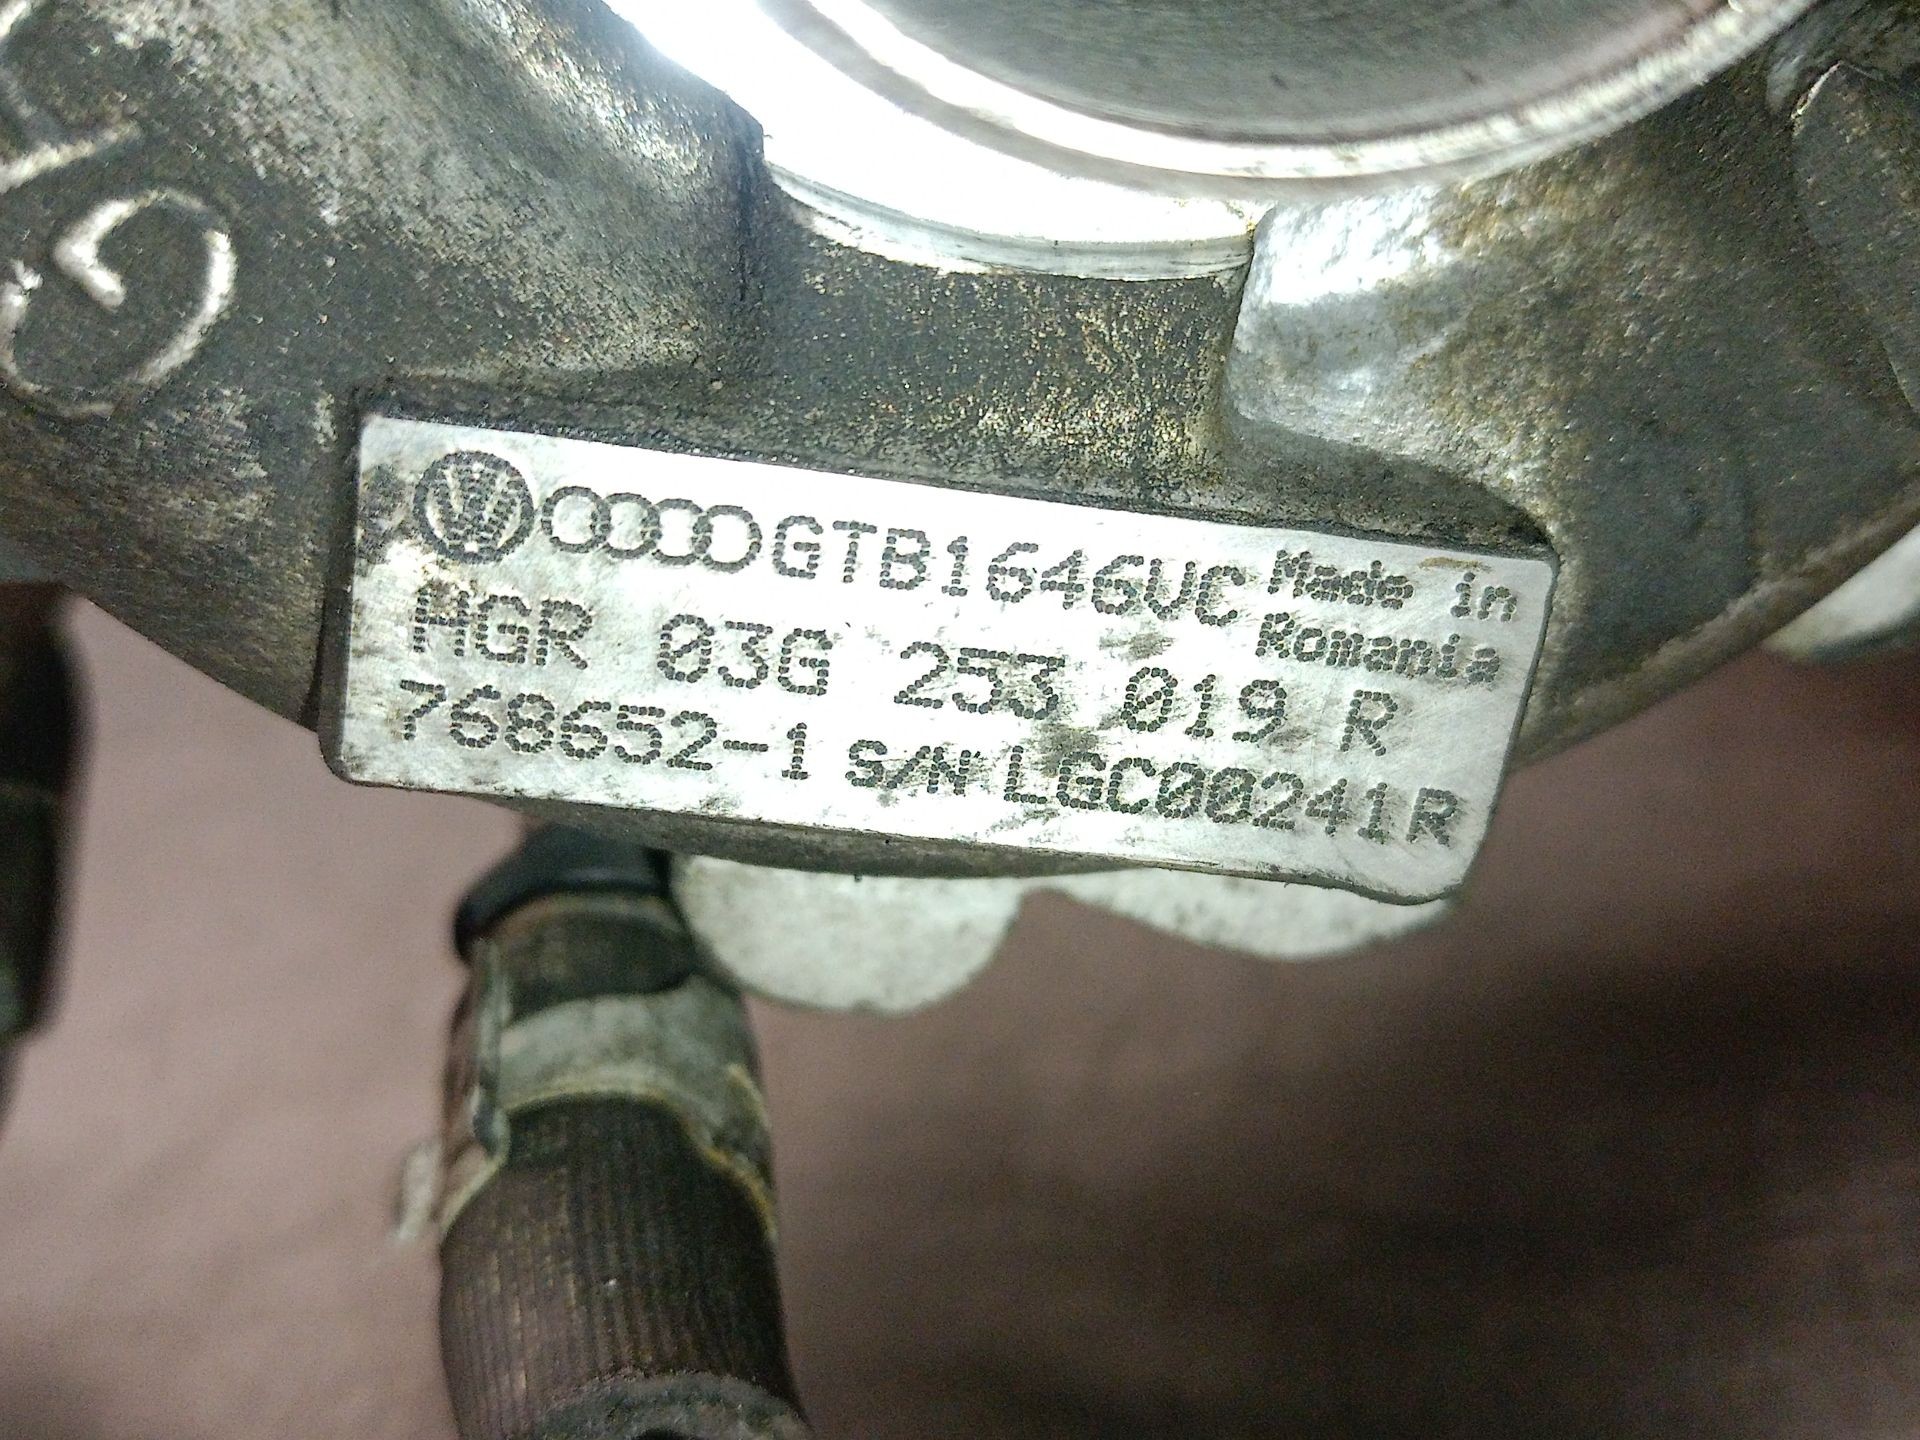 GTB1646VC Made in
Romania
MGR 03G 253 019 R
768652-1 S/N LGC00241R
G